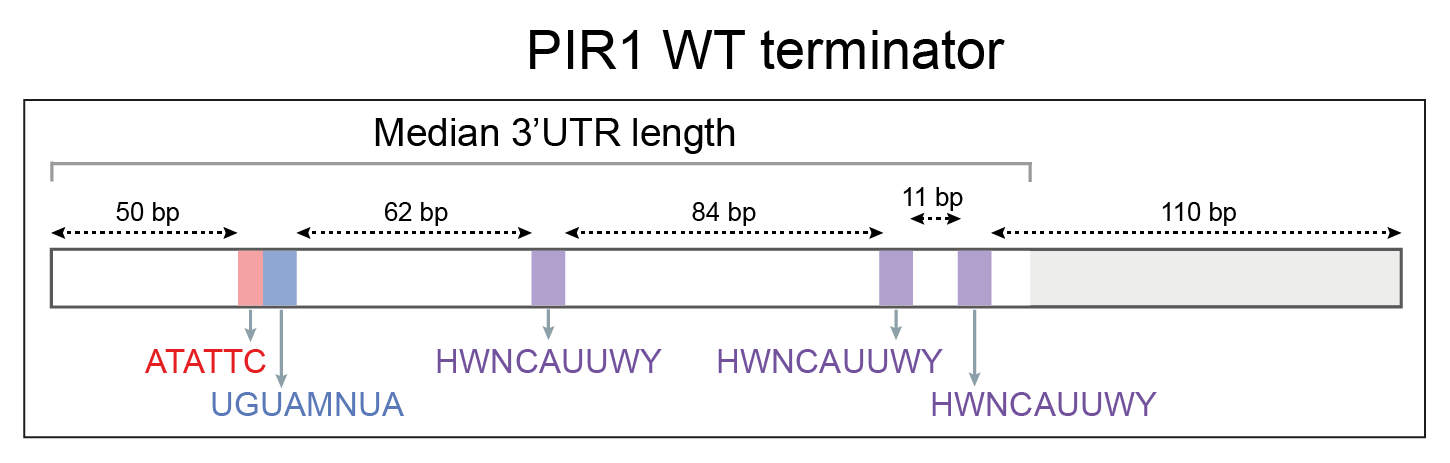 PIR1 WT terminator
Median 3’UTR length
50 bp
62 bp
84 bp
11 bp
110 bp
ATATTC
HWNCAUUWY
HWNCAUUWY
UGUAMNUA
HWNCAUUWY